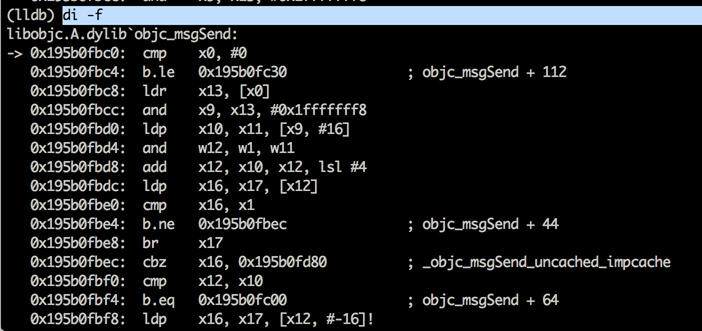 (lldb) di -f
libobjc.A.dylib`objc_msgSend:
-> 0x195b0fbc0: cmp x0, #0
0x195b0fbc4: b.le 0x195b0fc30 ; objc_msgSend + 112
0x195b0fbc8: ldr x13, [x0]
0x195b0fbcc: and x9, x13, #0x1fffffff8
0x195b0fbd0: ldp x10, x11, [x9, #16]
0x195b0fbd4: and w12, w1, w11
0x195b0fbd8: add x12, x10, x12, lsl #4
0x195b0fbdc: ldp x16, x17, [x12]
0x195b0fbe0: cmp x16, x1
0x195b0fbe4: b.ne 0x195b0fbec ; objc_msgSend + 44
0x195b0fbe8: br x17
0x195b0fbec: cbz x16, 0x195b0fd80 ; _objc_msgSend_uncached_impcache
0x195b0fbf0: cmp x12, x10
0x195b0fbf4: b.eq 0x195b0fc00 ; objc_msgSend + 64
0x195b0fbf8: ldp x16, x17, [x12, #-16]!